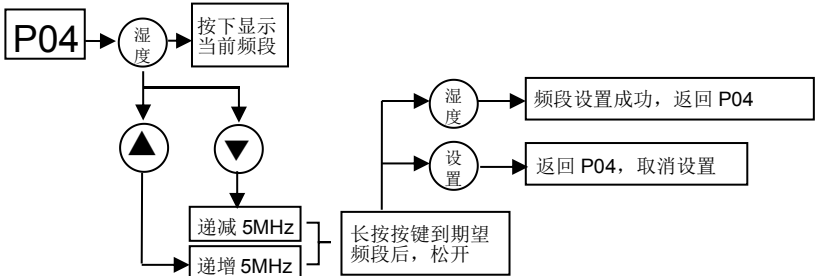 P04
湿
度
按下显示
当前频段
湿
度
频段设置成功，返回 P04
设
置
返回 P04，取消设置
递减 5MHz
递增 5MHz
长按按键到期望
频段后，松开